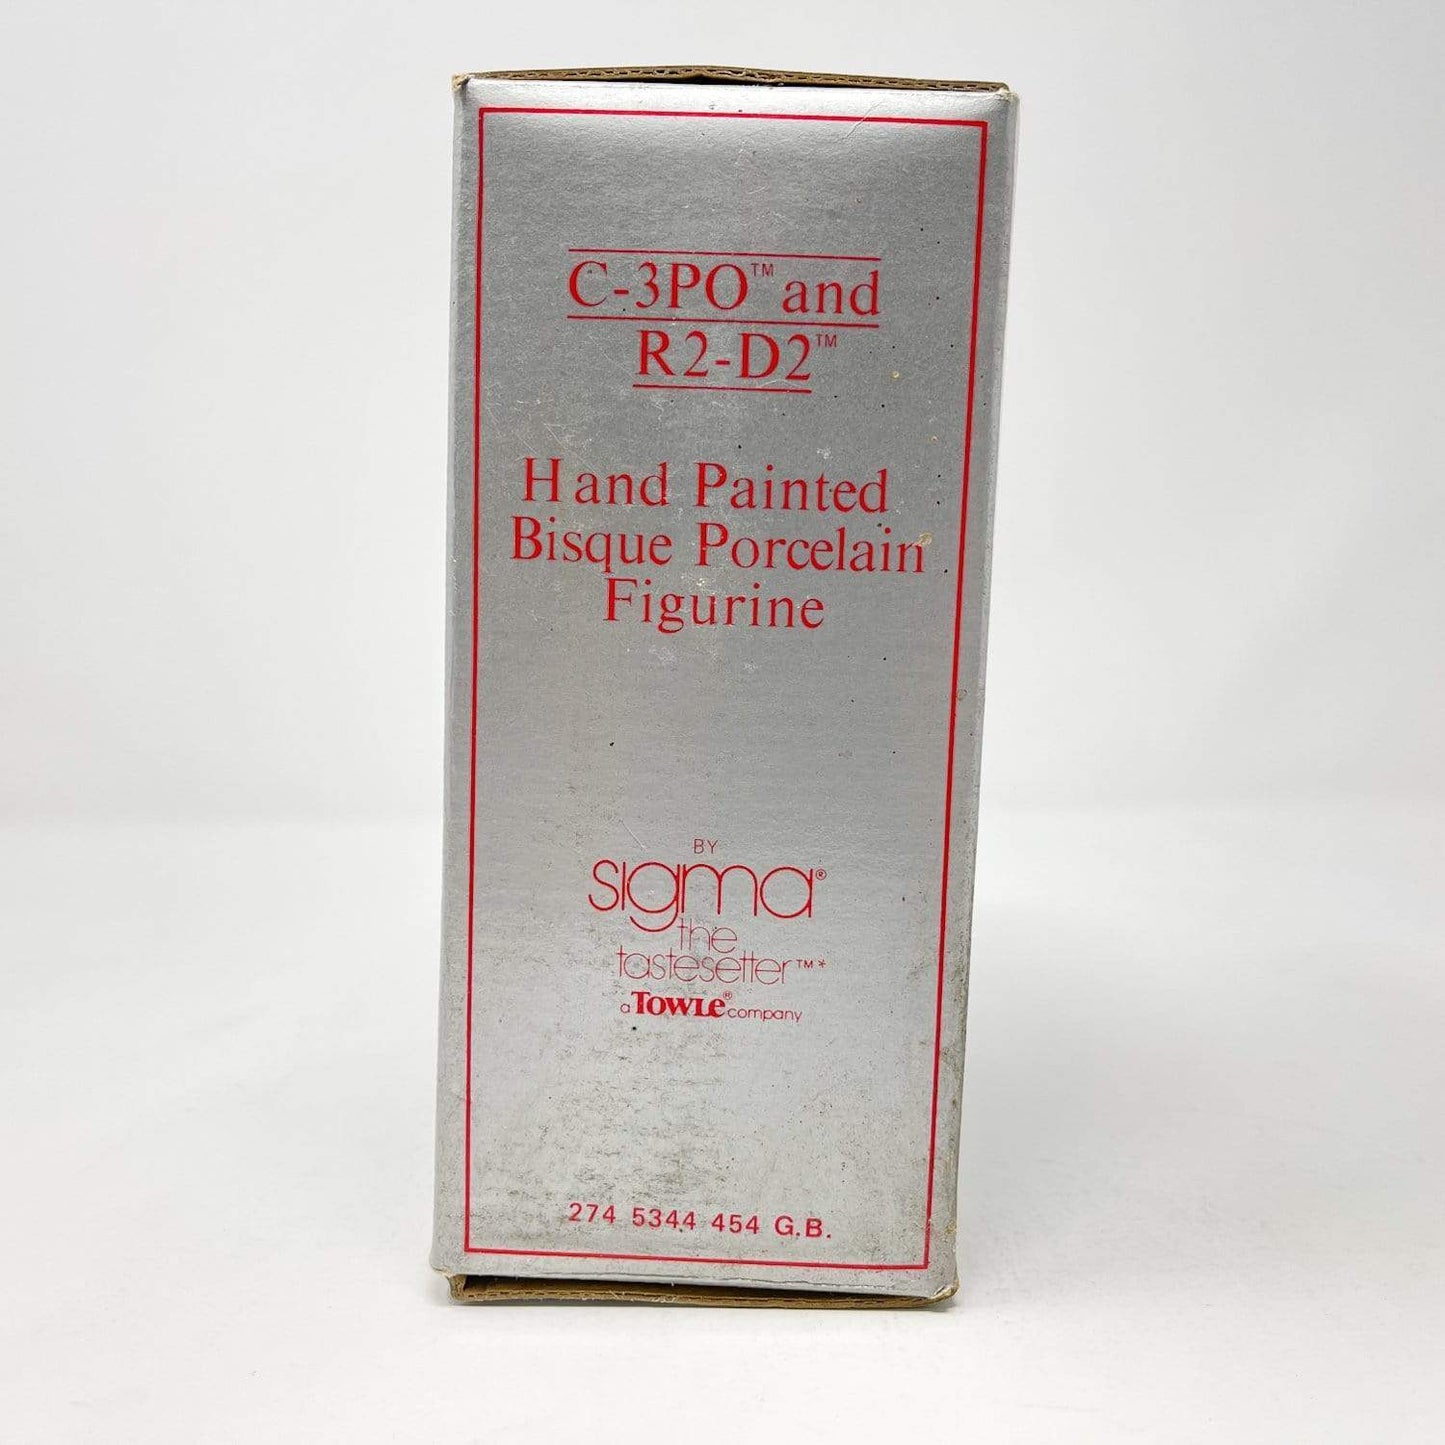 C-3PO™ and
R2-D2™
Hand Painted
Bisque Porcelain
Figurine
BY
sigma®
the
tastesetter™*
a TOWLE® company
274 5344 454 G.B.